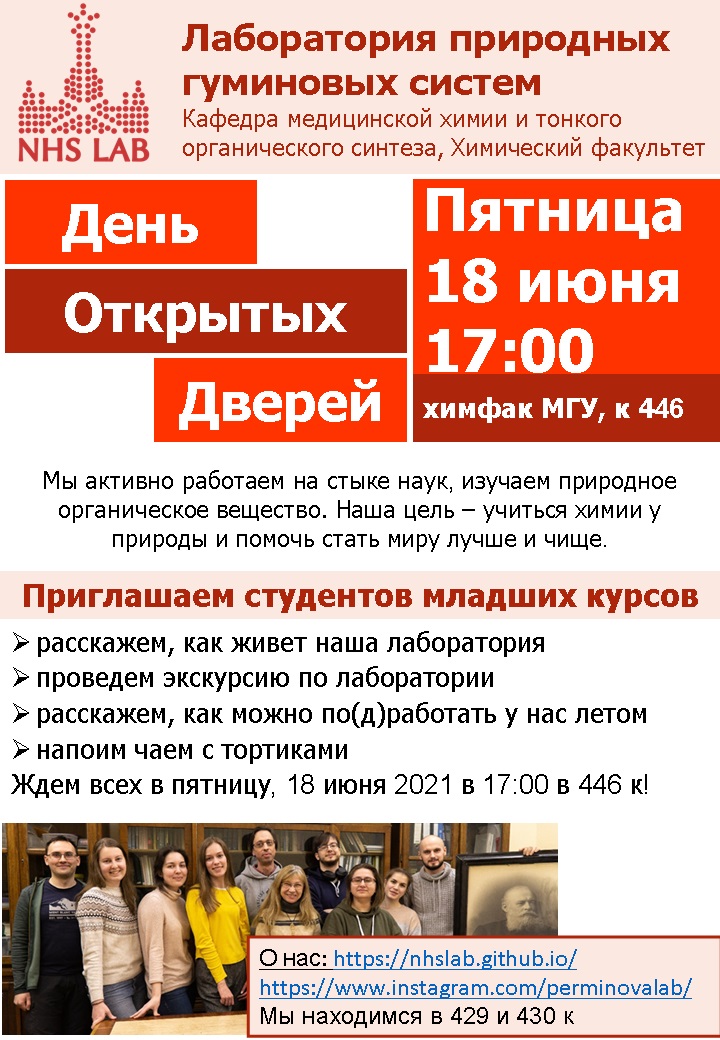 NHS LAB
Лаборатория природных
гуминовых систем
Кафедра медицинской химии и тонкого
органического синтеза, Химический факультет
День
Открытых
Дверей
Пятница
18 июня
17:00
химфак МГУ, к 446
Мы активно работаем на стыке наук, изучаем природное
органическое вещество. Наша цель – учиться химии у
природы и помочь стать миру лучше и чище.
Приглашаем студентов младших курсов
➢ расскажем, как живет наша лаборатория
➢ проведем экскурсию по лаборатории
➢ расскажем, как можно по(д)работать у нас летом
➢ напоим чаем с тортиками
Ждем всех в пятницу, 18 июня 2021 в 17:00 в 446 к!
О нас: https://nhslab.github.io/
https://www.instagram.com/perminovalab/
Мы находимся в 429 и 430 к